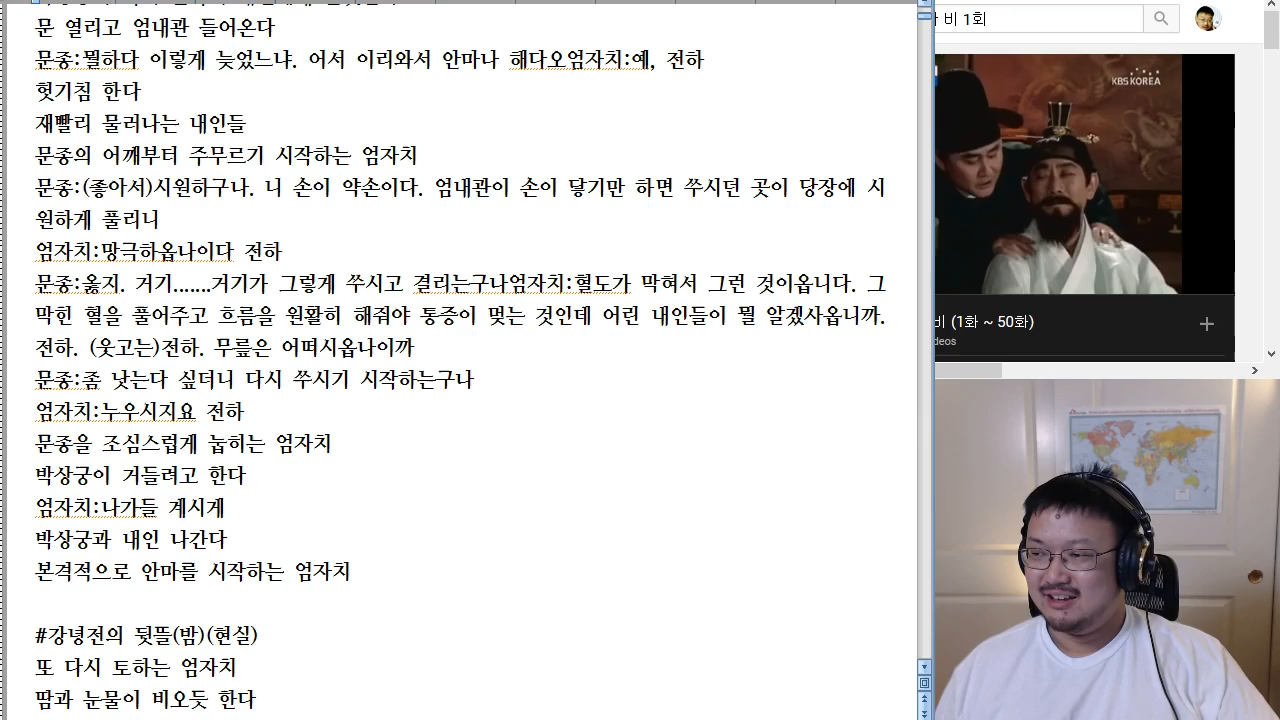 문 열리고 엄내관 들어온다
문종:뭘하다 이렇게 늦었느냐. 어서 이리와서 안마나 해다오엄자치:예, 전하
헛기침 한다
재빨리 물러나는 내인들
문종의 어깨부터 주무르기 시작하는 엄자치
문종:(좋아서)시원하구나. 니 손이 약손이다. 엄내관이 손이 닿기만 하면 쑤시던 곳이 당장에 시
원하게 풀리니
엄자치:망극하옵나이다 전하
문종:옳지. 거기.......거기가 그렇게 쑤시고 결리는구나엄자치:혈도가 막혀서 그런 것이옵니다. 그
막힌 혈을 풀어주고 흐름을 원활히 해줘야 통증이 멎는 것인데 어린 내인들이 뭘 알겠사옵니까.
전하. (웃고는)전하. 무릎은 어떠시옵나이까
문종:좀 낫는다 싶더니 다시 쑤시기 시작하는구나
엄자치:누우시지요 전하
문종을 조심스럽게 눕히는 엄자치
박상궁이 거들려고 한다
엄자치:나가들 계시게
박상궁과 내인 나간다
본격적으로 안마를 시작하는 엄자치
#강녕전의 뒷뜰(밤)(현실)
또 다시 토하는 엄자치
땀과 눈물이 비오듯 한다
비 1회
KBS KOREA
비 (1화 ~ 50화)
deos